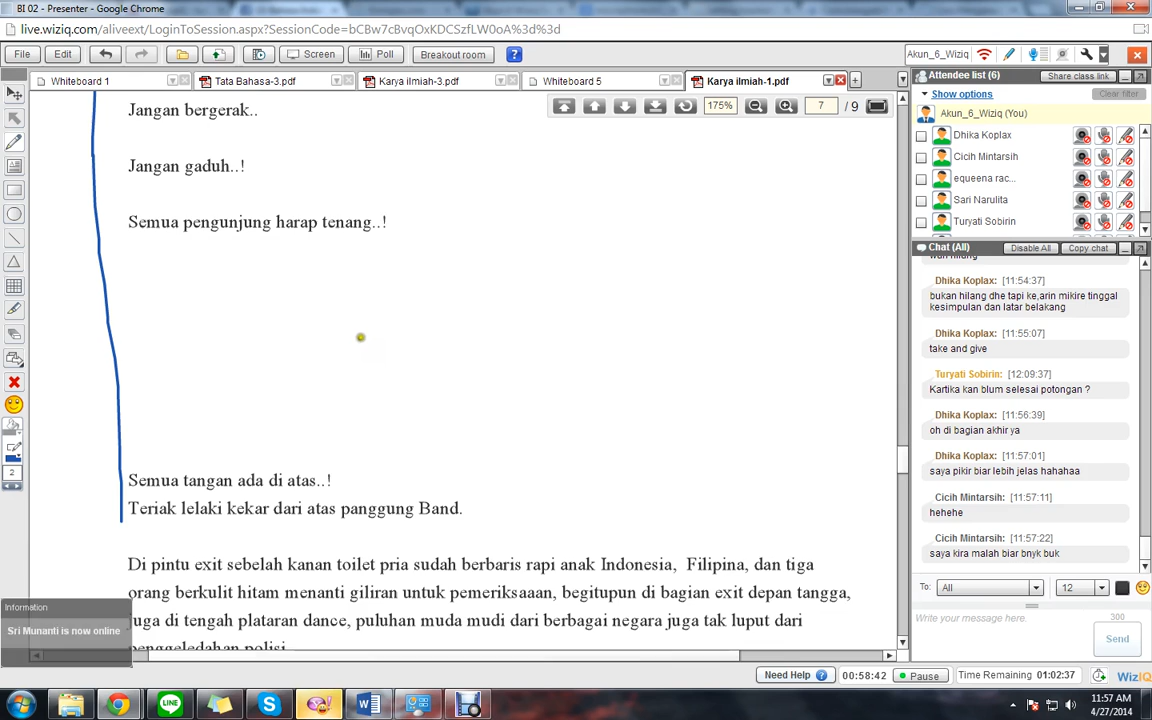 BI 02 - Presenter - Google Chrome
live.wiziq.com/aliveext/LoginToSession.aspx?SessionCode=bCBw7cBvqOxKDCSzfLW0oA%3d%3d
File Edit Screen Poll Breakout room ? Akun_6_Wiziq
Whiteboard 1 Tata Bahasa-3.pdf Karya ilmiah-3.pdf Whiteboard 5 Karya ilmiah-1.pdf
175% 7 / 9
Jangan bergerak..
Jangan gaduh..!
Semua pengunjung harap tenang..!
Semua tangan ada di atas..!
Teriak lelaki kekar dari atas panggung Band.
Di pintu exit sebelah kanan toilet pria sudah berbaris rapi anak Indonesia, Filipina, dan tiga
orang berkulit hitam menanti giliran untuk pemeriksaaan, begitupun di bagian exit depan tangga,
juga di tengah plataran dance, puluhan muda mudi dari berbagai negara juga tak luput dari
penggeledahan polisi
2
Information
Sri Munanti is now online
Attendee list (6) Share class link
Show options Clear filter
Akun_6_Wiziq (You)
Dhika Koplax
Cicih Mintarsih
equeena rac...
Sari Narulita
Turyati Sobirin
Chat (All) Disable All Copy chat
Dhika Koplax: [11:54:37]
bukan hilang dhe tapi ke,arin mikire tinggal
kesimpulan dan latar belakang
Dhika Koplax: [11:55:07]
take and give
Turyati Sobirin: [12:09:37]
Kartika kan blum selesai potongan ?
Dhika Koplax: [11:56:39]
oh di bagian akhir ya
Dhika Koplax: [11:57:01]
saya pikir biar lebih jelas hahahaa
Cicih Mintarsih: [11:57:11]
hehehe
Cicih Mintarsih: [11:57:22]
saya kira malah biar bnyk buk
To: All 12
Write your message here. 300
Send
Need Help ? 00:58:42 Pause Time Remaining 01:02:37 WizIQ
LINE
11:57 AM
4/27/2014